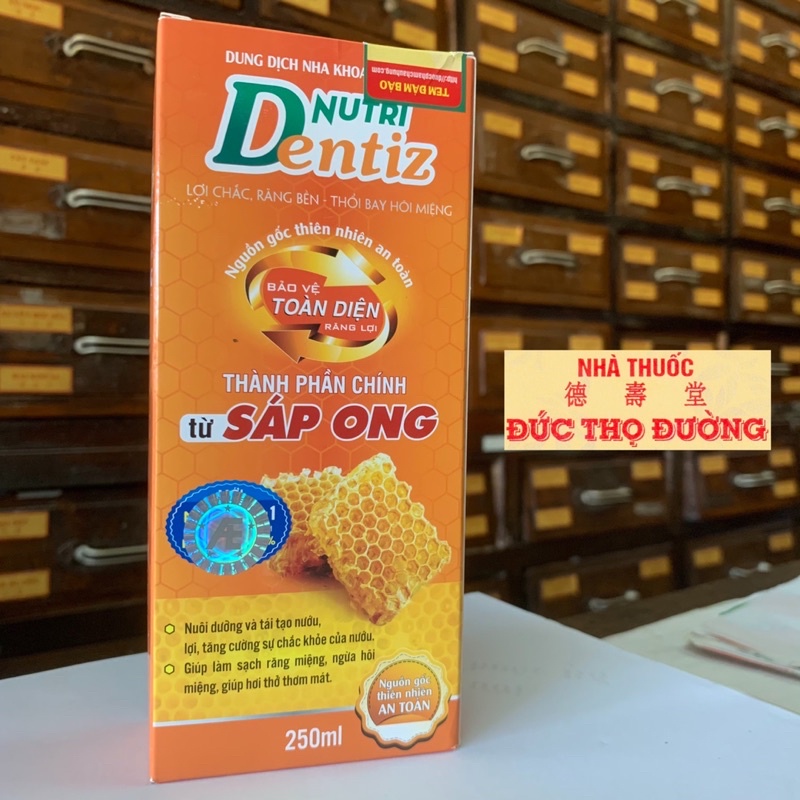 DUNG DỊCH NHA KHOA
TEM ĐẢM BẢO
http://duocphamchauhung.com
NUTRI
Dentiz
LỢI CHẮC, RĂNG BỀN - THỔI BAY HÔI MIỆNG
Nguồn gốc thiên nhiên an toàn
BẢO VỆ
TOÀN DIỆN
RĂNG LỢI
THÀNH PHẦN CHÍNH
từ SÁP ONG
1
Nuôi dưỡng và tái tạo nướu,
lợi, tăng cường sự chắc khỏe của nướu.
Giúp làm sạch răng miệng, ngừa hôi
miệng, giúp hơi thở thơm mát.
Nguồn gốc
thiên nhiên
AN TOÀN
250ml
NHÀ THUỐC
德 壽 堂
ĐỨC THỌ ĐƯỜNG